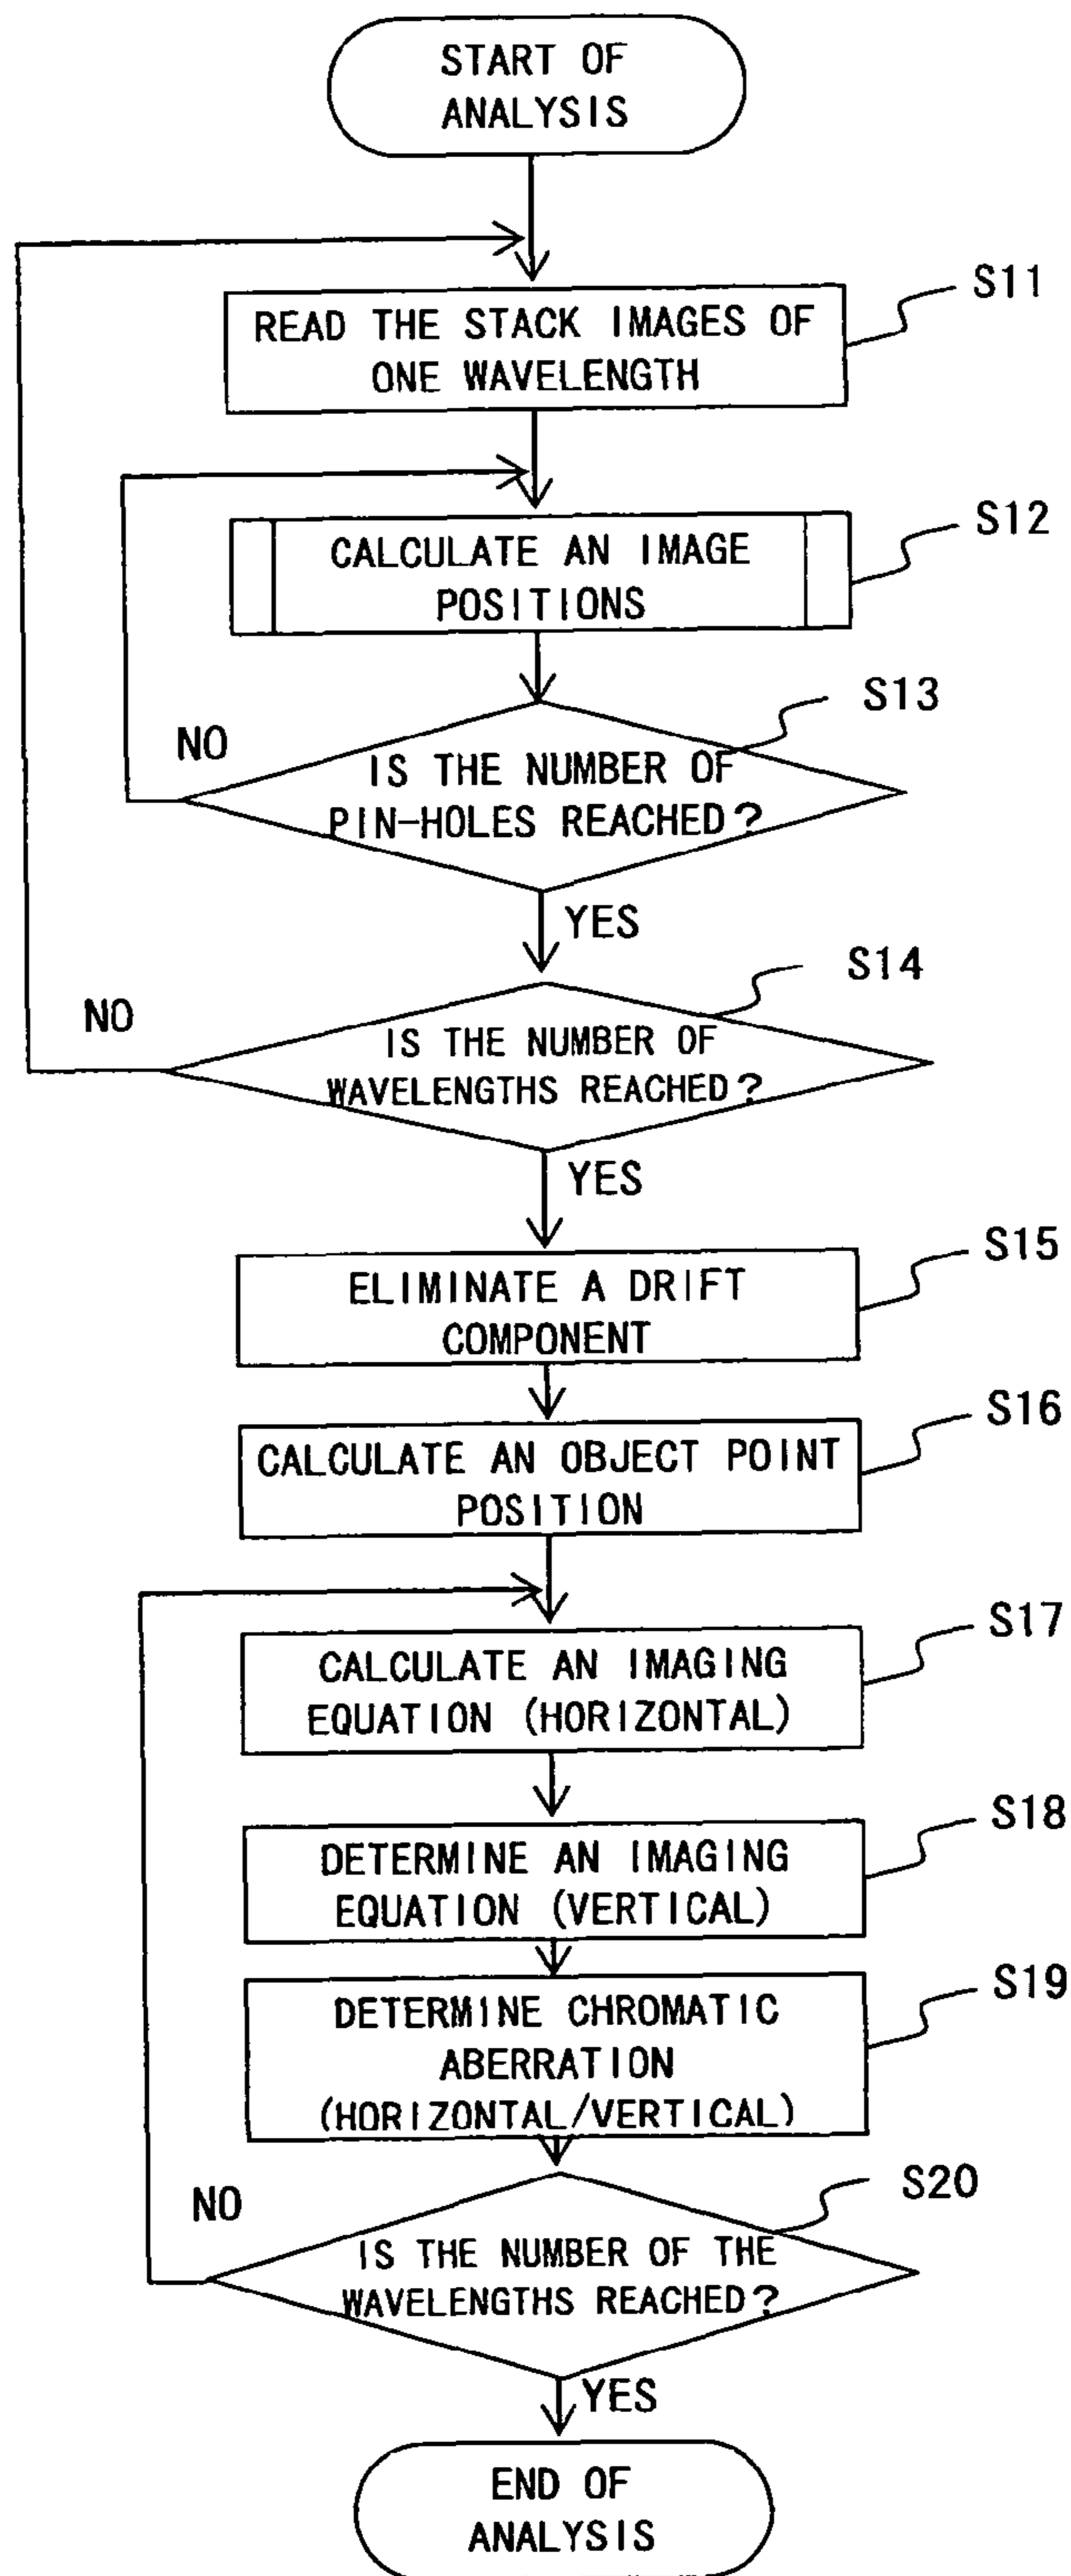 START OF
ANALYSIS
S11
READ THE STACK IMAGES OF
ONE WAVELENGTH
S12
CALCULATE AN IMAGE
POSITIONS
S13
NO
IS THE NUMBER OF
PIN-HOLES REACHED?
YES
S14
NO
IS THE NUMBER OF
WAVELENGTHS REACHED?
YES
S15
ELIMINATE A DRIFT
COMPONENT
S16
CALCULATE AN OBJECT POINT
POSITION
S17
CALCULATE AN IMAGING
EQUATION (HORIZONTAL)
S18
DETERMINE AN IMAGING
EQUATION (VERTICAL)
S19
DETERMINE CHROMATIC
ABERRATION
(HORIZONTAL/VERTICAL)
S20
NO
IS THE NUMBER OF THE
WAVELENGTHS REACHED?
YES
END OF
ANALYSIS